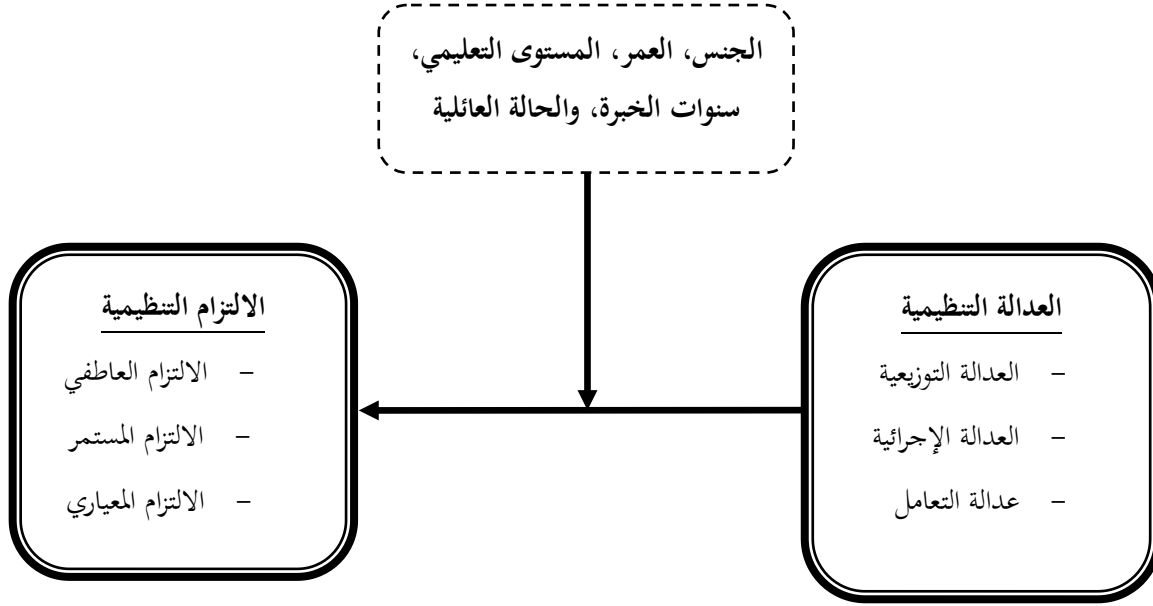 الجنس، العمر، المستوى التعليمي،
سنوات الخبرة، والحالة العائلية
العدالة التنظيمية
– العدالة التوزيعية
– العدالة الإجرائية
– عدالة التعامل
الالتزام التنظيمية
– الالتزام العاطفي
– الالتزام المستمر
– الالتزام المعياري